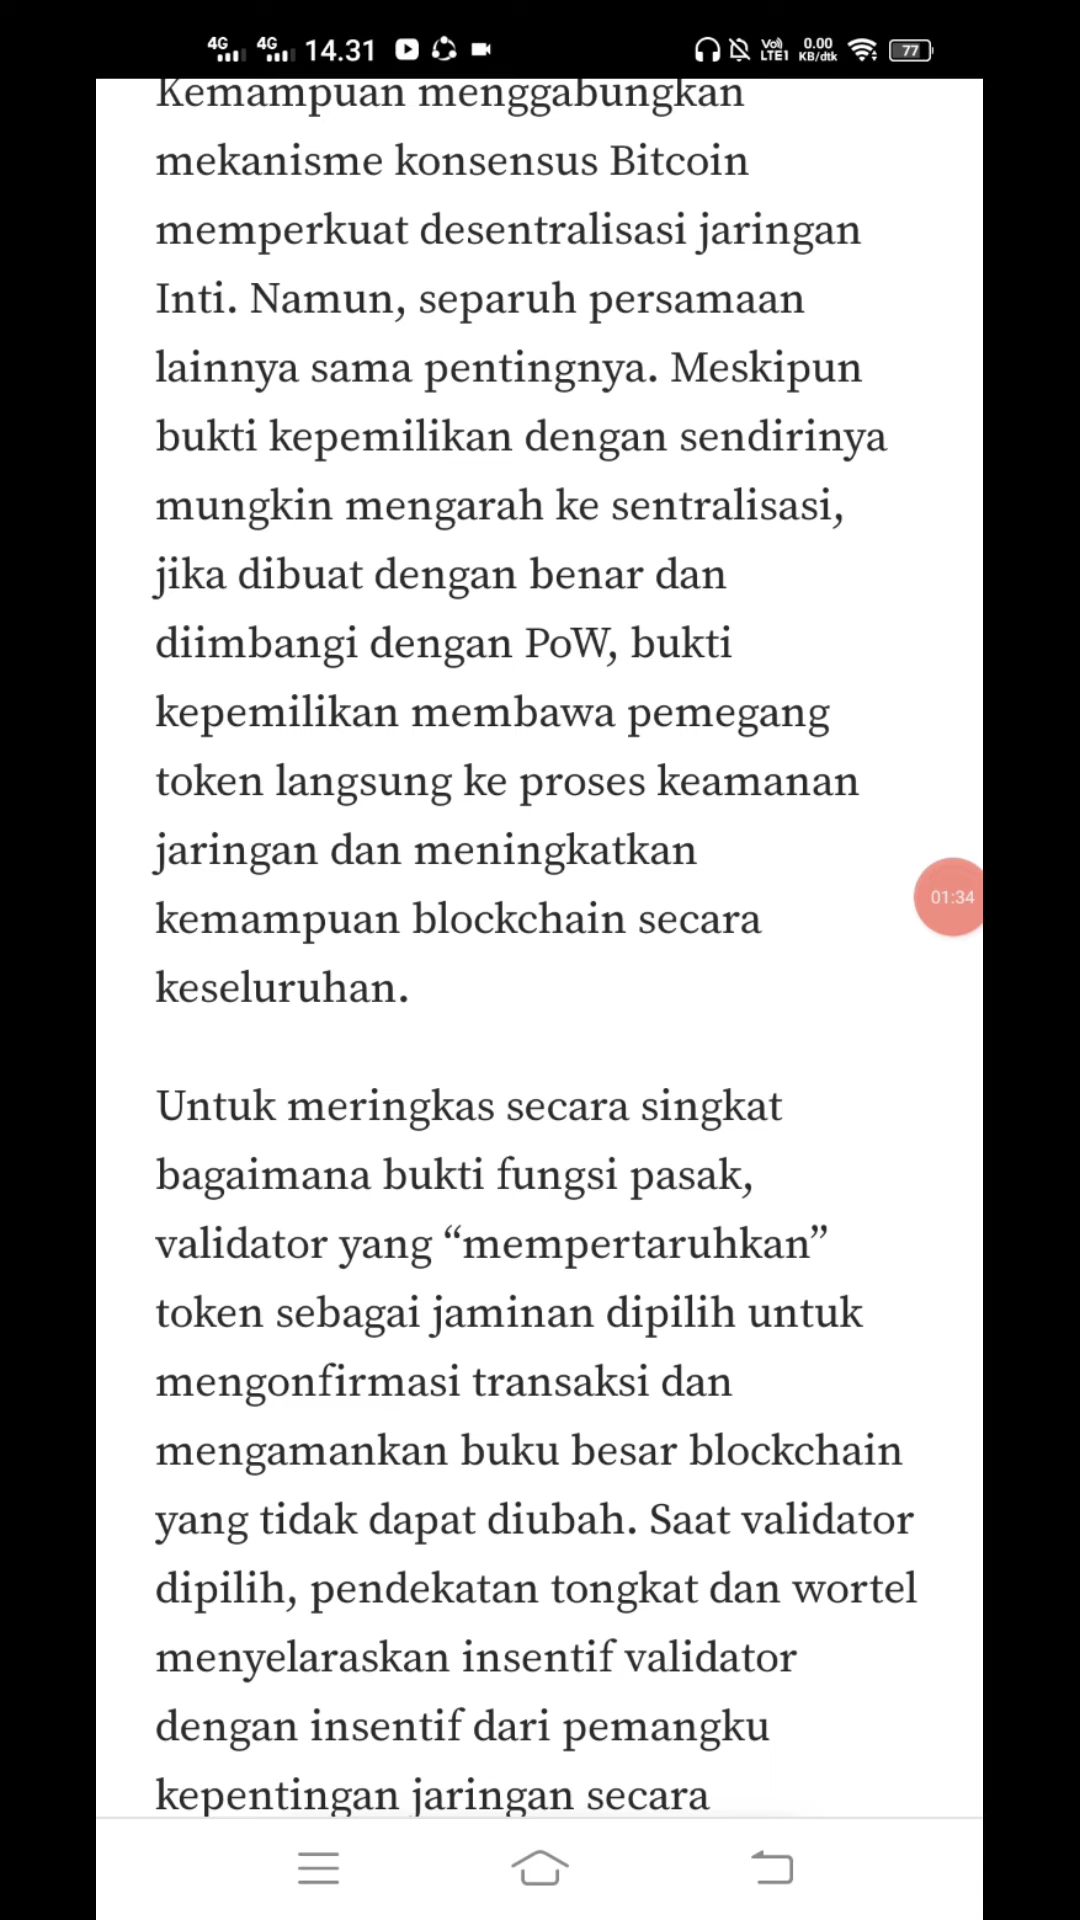 4G 4G 14.31 Vo) LTE1 0.00 KB/dtk 77
Kemampuan menggabungkan
mekanisme konsensus Bitcoin
memperkuat desentralisasi jaringan
Inti. Namun, separuh persamaan
lainnya sama pentingnya. Meskipun
bukti kepemilikan dengan sendirinya
mungkin mengarah ke sentralisasi,
jika dibuat dengan benar dan
diimbangi dengan PoW, bukti
kepemilikan membawa pemegang
token langsung ke proses keamanan
jaringan dan meningkatkan
kemampuan blockchain secara
01:34
keseluruhan.
Untuk meringkas secara singkat
bagaimana bukti fungsi pasak,
validator yang “mempertaruhkan”
token sebagai jaminan dipilih untuk
mengonfirmasi transaksi dan
mengamankan buku besar blockchain
yang tidak dapat diubah. Saat validator
dipilih, pendekatan tongkat dan wortel
menyelaraskan insentif validator
dengan insentif dari pemangku
kepentingan jaringan secara